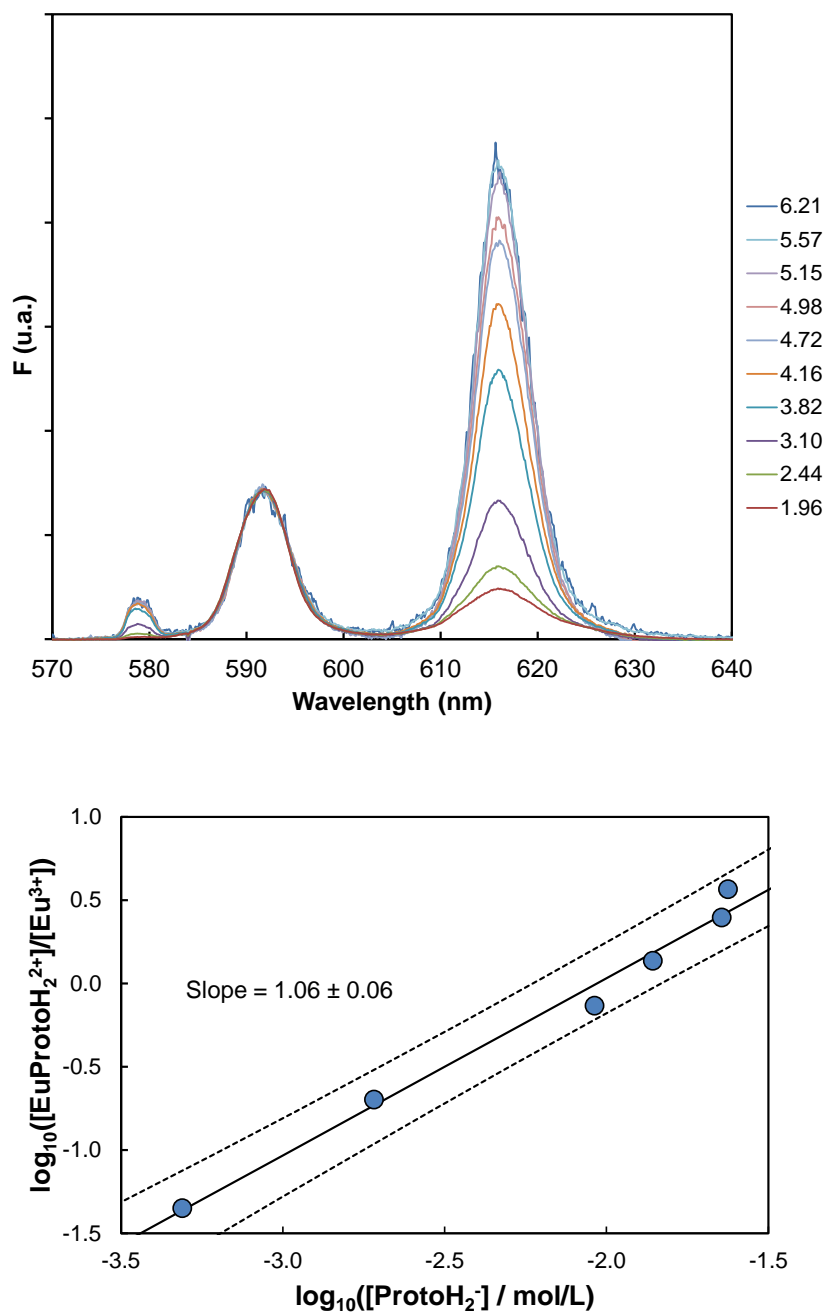 F (u.a.)
6.21
5.57
5.15
4.98
4.72
4.16
3.82
3.10
2.44
1.96
570 580 590 600 610 620 630 640
Wavelength (nm)
log₁₀([EuProtoH₂²⁺]/[Eu³⁺])
1.0
0.5
0.0
-0.5
-1.0
-1.5
Slope = 1.06 ± 0.06
-3.5 -3.0 -2.5 -2.0 -1.5
log₁₀([ProtoH₂⁻] / mol/L)